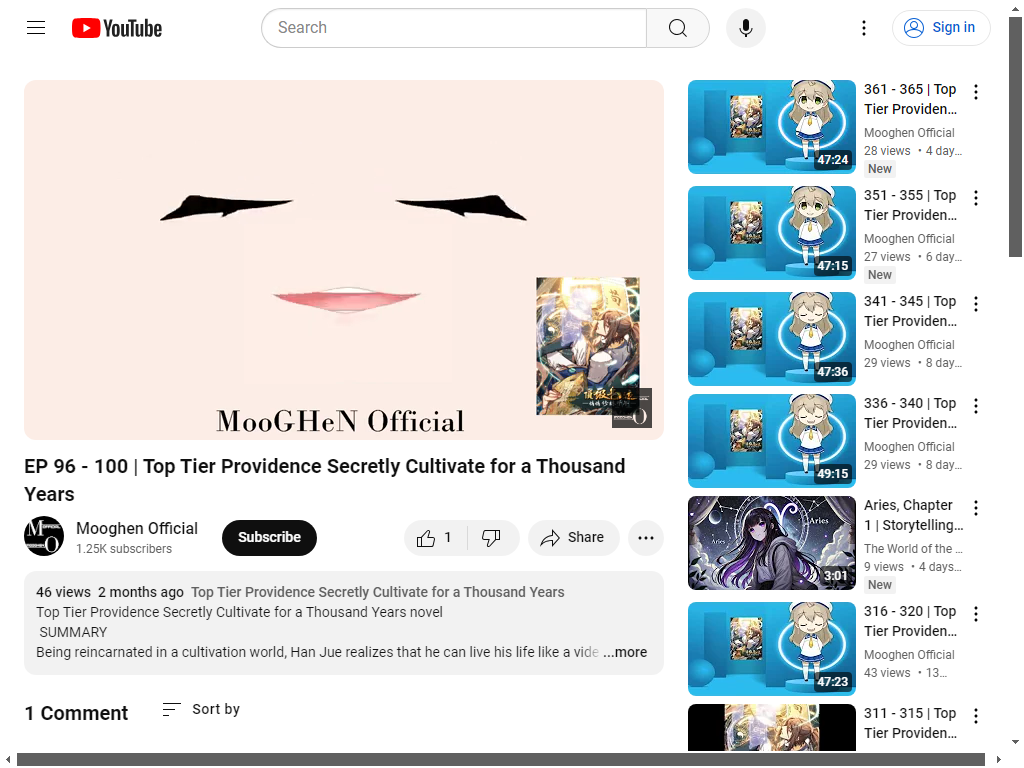 YouTube
Search
Sign in
MooGHeN Official
EP 96 - 100 | Top Tier Providence Secretly Cultivate for a Thousand
Years
Mooghen Official
1.25K subscribers
Subscribe
1
Share
46 views 2 months ago Top Tier Providence Secretly Cultivate for a Thousand Years
Top Tier Providence Secretly Cultivate for a Thousand Years novel
SUMMARY
Being reincarnated in a cultivation world, Han Jue realizes that he can live his life like a vide ...more
1 Comment
Sort by
47:24
361 - 365 | Top
Tier Providen...
Mooghen Official
28 views • 4 day...
New
47:15
351 - 355 | Top
Tier Providen...
Mooghen Official
27 views • 6 day...
New
47:36
341 - 345 | Top
Tier Providen...
Mooghen Official
29 views • 8 day...
49:15
336 - 340 | Top
Tier Providen...
Mooghen Official
29 views • 8 day...
Aries
Aries
3:01
Aries, Chapter
1 | Storytelling...
The World of the ...
9 views • 4 days...
New
47:23
316 - 320 | Top
Tier Providen...
Mooghen Official
43 views • 13...
311 - 315 | Top
Tier Providen...